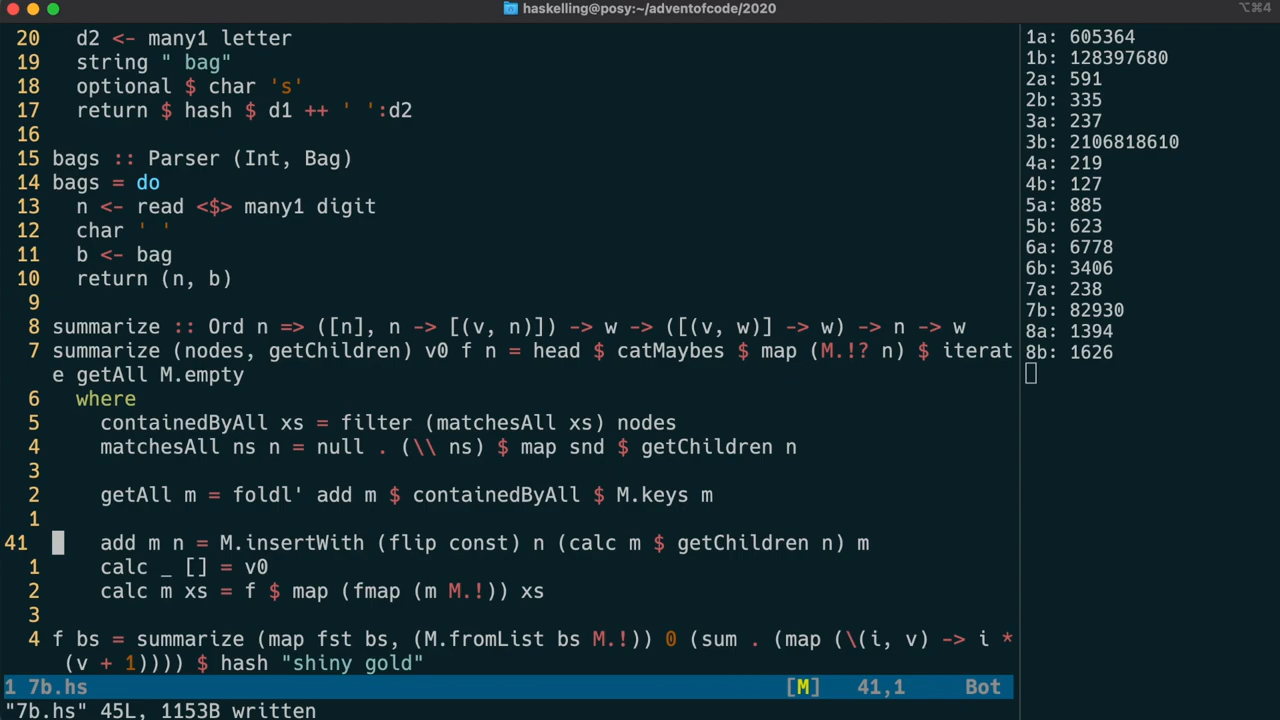 haskelling@posy:~/adventofcode/2020
⌥⌘4
20 d2 <- many1 letter
19 string " bag"
18 optional $ char 's'
17 return $ hash $ d1 ++ ' ':d2
16
15 bags :: Parser (Int, Bag)
14 bags = do
13 n <- read <$> many1 digit
12 char ' '
11 b <- bag
10 return (n, b)
9
8 summarize :: Ord n => ([n], n -> [(v, n)]) -> w -> ([(v, w)] -> w) -> n -> w
7 summarize (nodes, getChildren) v0 f n = head $ catMaybes $ map (M.!? n) $ iterat
e getAll M.empty
6 where
5 containedByAll xs = filter (matchesAll xs) nodes
4 matchesAll ns n = null . (\\ ns) $ map snd $ getChildren n
3
2 getAll m = foldl' add m $ containedByAll $ M.keys m
1
41 add m n = M.insertWith (flip const) n (calc m $ getChildren n) m
1 calc _ [] = v0
2 calc m xs = f $ map (fmap (m M.!)) xs
3
4 f bs = summarize (map fst bs, (M.fromList bs M.!)) 0 (sum . (map (\(i, v) -> i *
(v + 1)))) $ hash "shiny gold"
1 7b.hs [M] 41,1 Bot
"7b.hs" 45L, 1153B written
1a: 605364
1b: 128397680
2a: 591
2b: 335
3a: 237
3b: 2106818610
4a: 219
4b: 127
5a: 885
5b: 623
6a: 6778
6b: 3406
7a: 238
7b: 82930
8a: 1394
8b: 1626